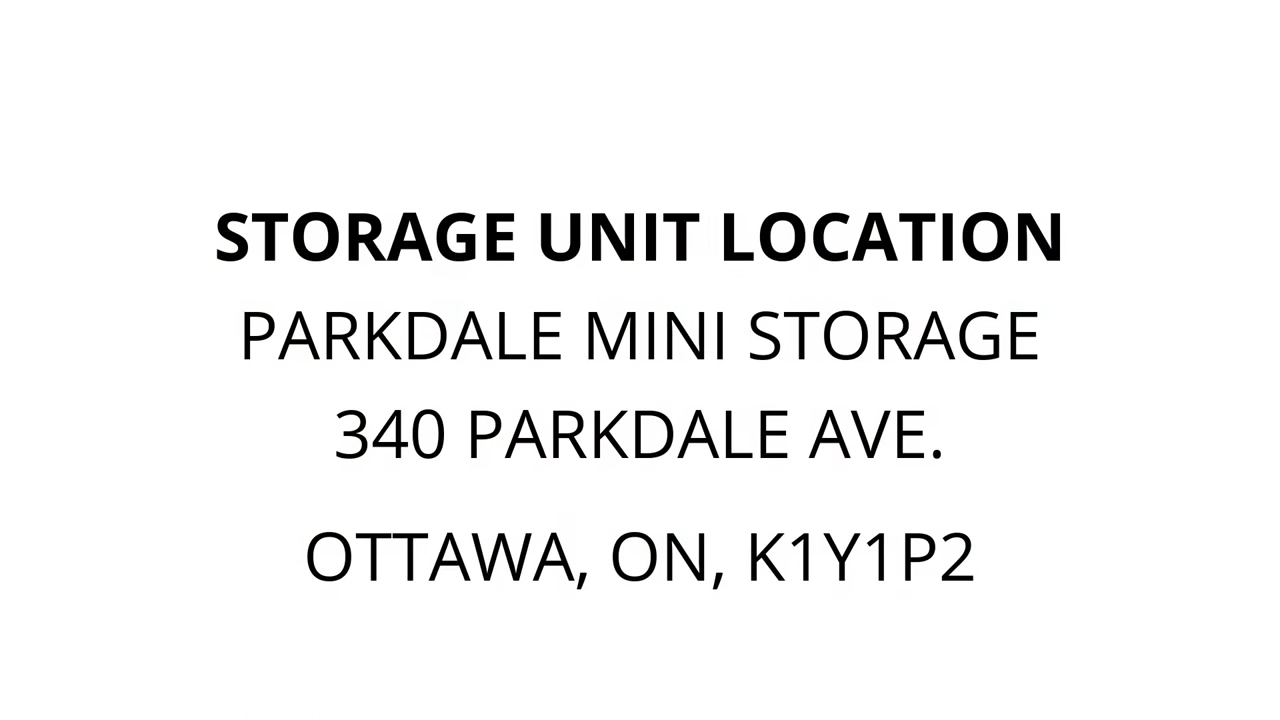 STORAGE UNIT LOCATION
PARKDALE MINI STORAGE
340 PARKDALE AVE.
OTTAWA, ON, K1Y1P2